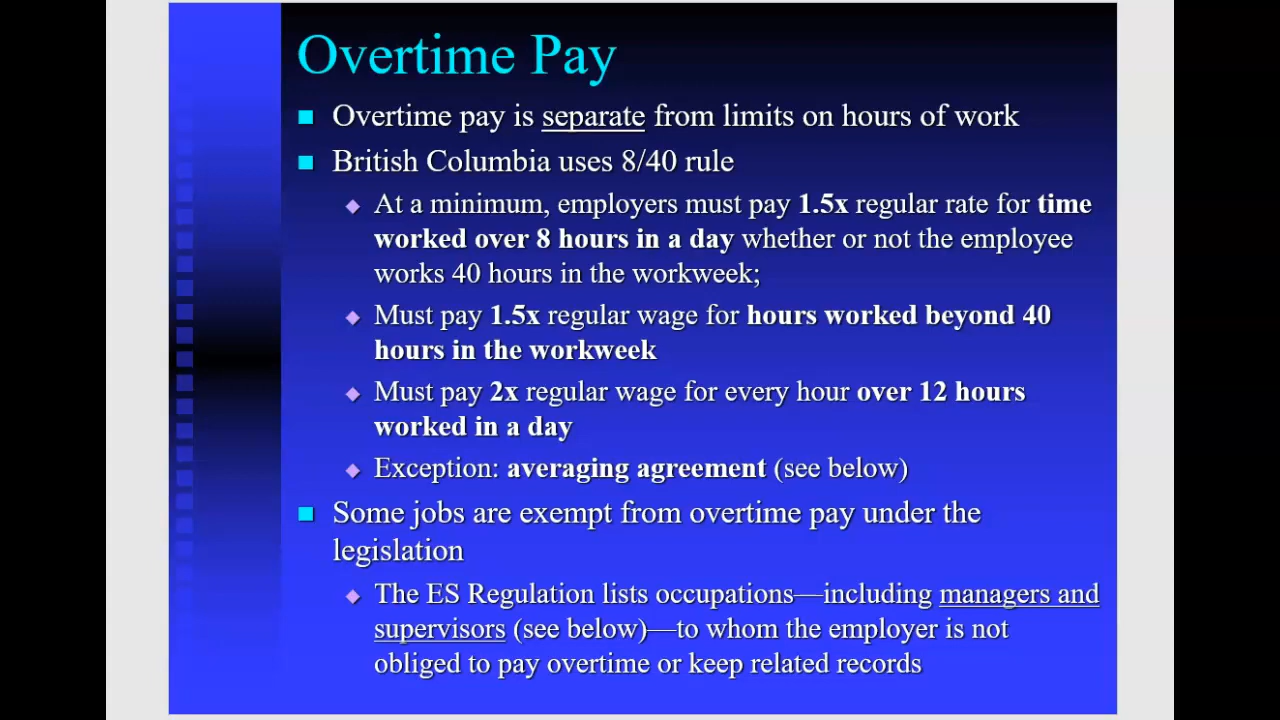 Overtime Pay
Overtime pay is separate from limits on hours of work
British Columbia uses 8/40 rule
At a minimum, employers must pay 1.5x regular rate for time
worked over 8 hours in a day whether or not the employee
works 40 hours in the workweek;
Must pay 1.5x regular wage for hours worked beyond 40
hours in the workweek
Must pay 2x regular wage for every hour over 12 hours
worked in a day
Exception: averaging agreement (see below)
Some jobs are exempt from overtime pay under the
legislation
The ES Regulation lists occupations—including managers and
supervisors (see below)—to whom the employer is not
obliged to pay overtime or keep related records